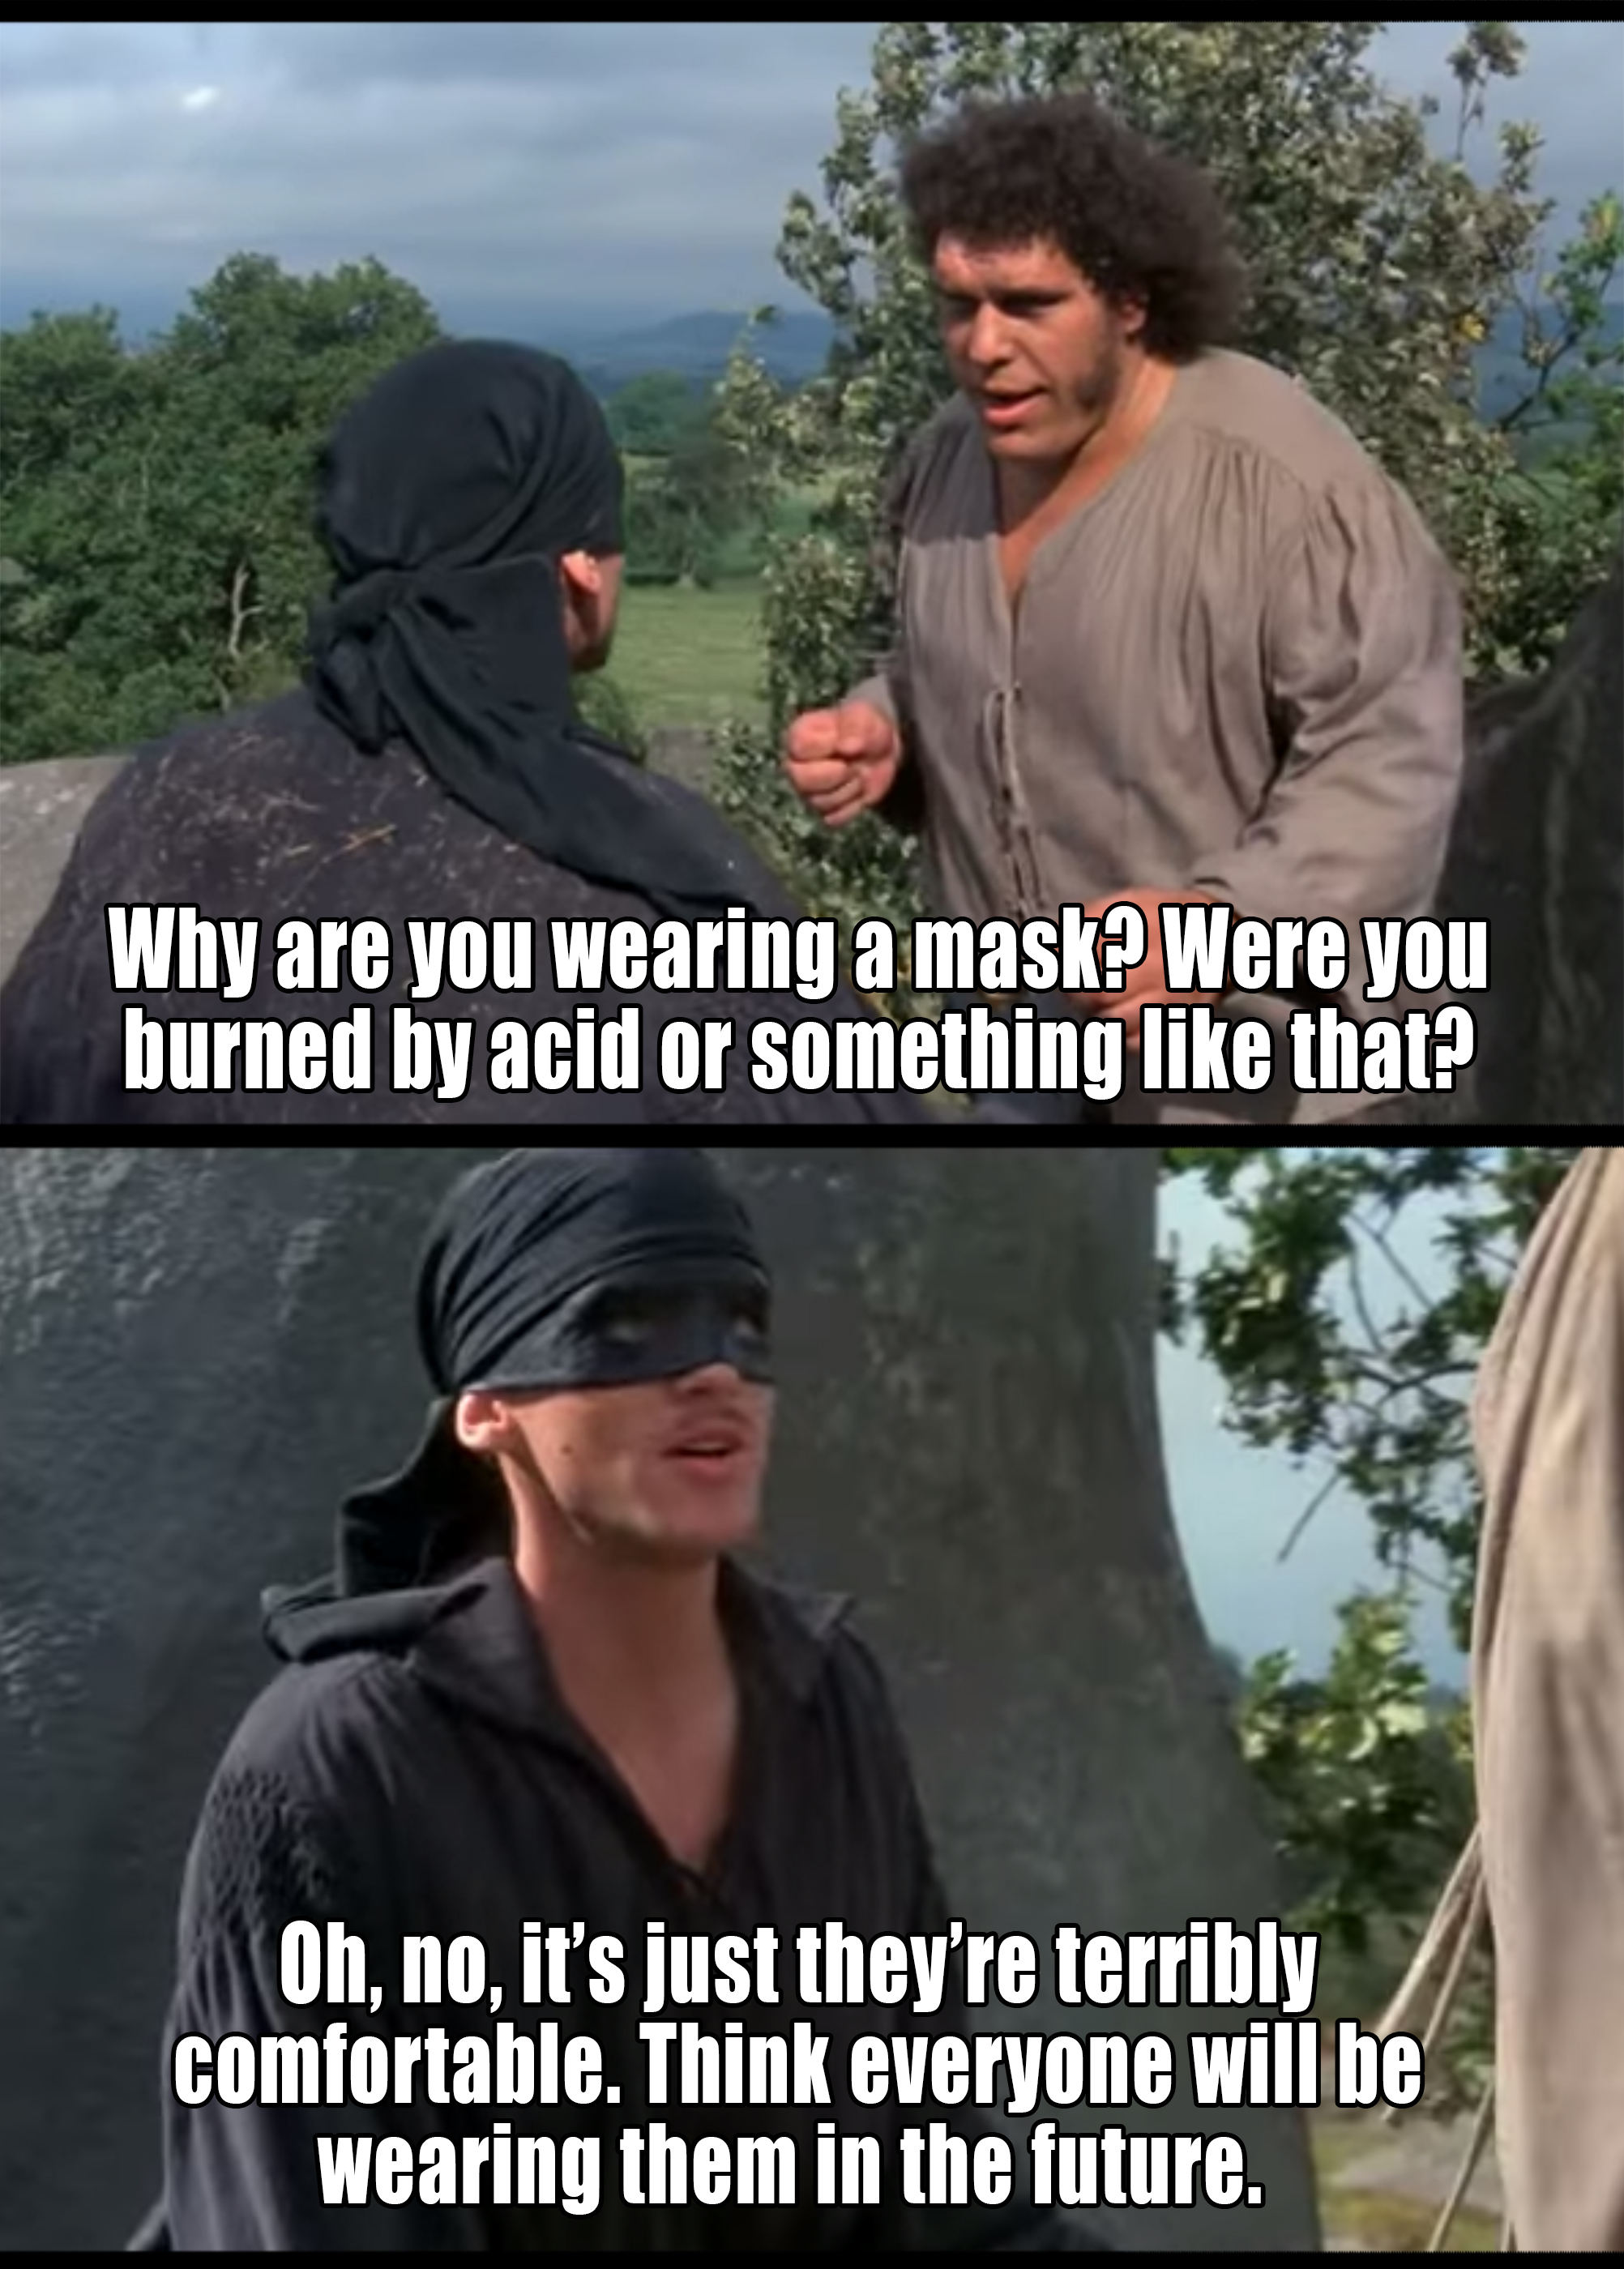 Why are you wearing a mask? Were you
burned by acid or something like that?
Oh, no, it’s just they’re terribly
comfortable. Think everyone will be
wearing them in the future.